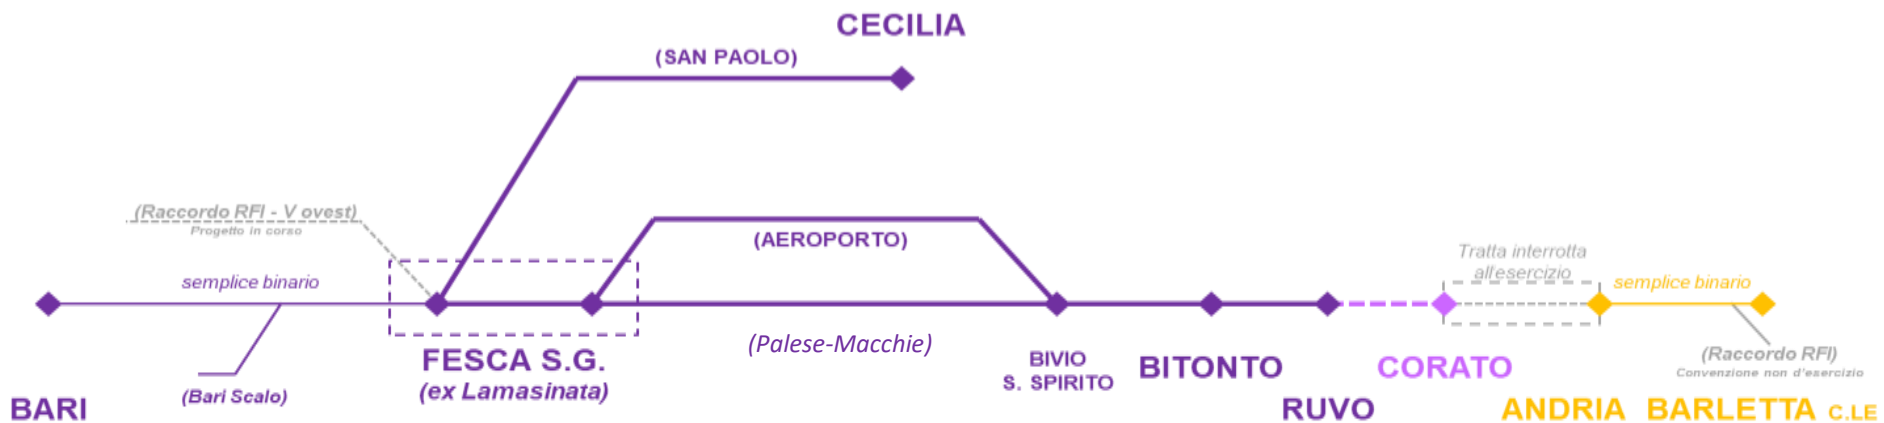 CECILIA
(SAN PAOLO)
(Raccordo RFI - V ovest)
Progetto in corso
(AEROPORTO)
semplice binario
Tratta interrotta
all'esercizio
semplice binario
(Palese-Macchie)
FESCA S.G.
(ex Lamasinata)
(Bari Scalo)
BARI
BIVIO
S. SPIRITO
BITONTO
RUVO
CORATO
(Raccordo RFI)
Convenzione non d'esercizio
ANDRIA
BARLETTA C.LE